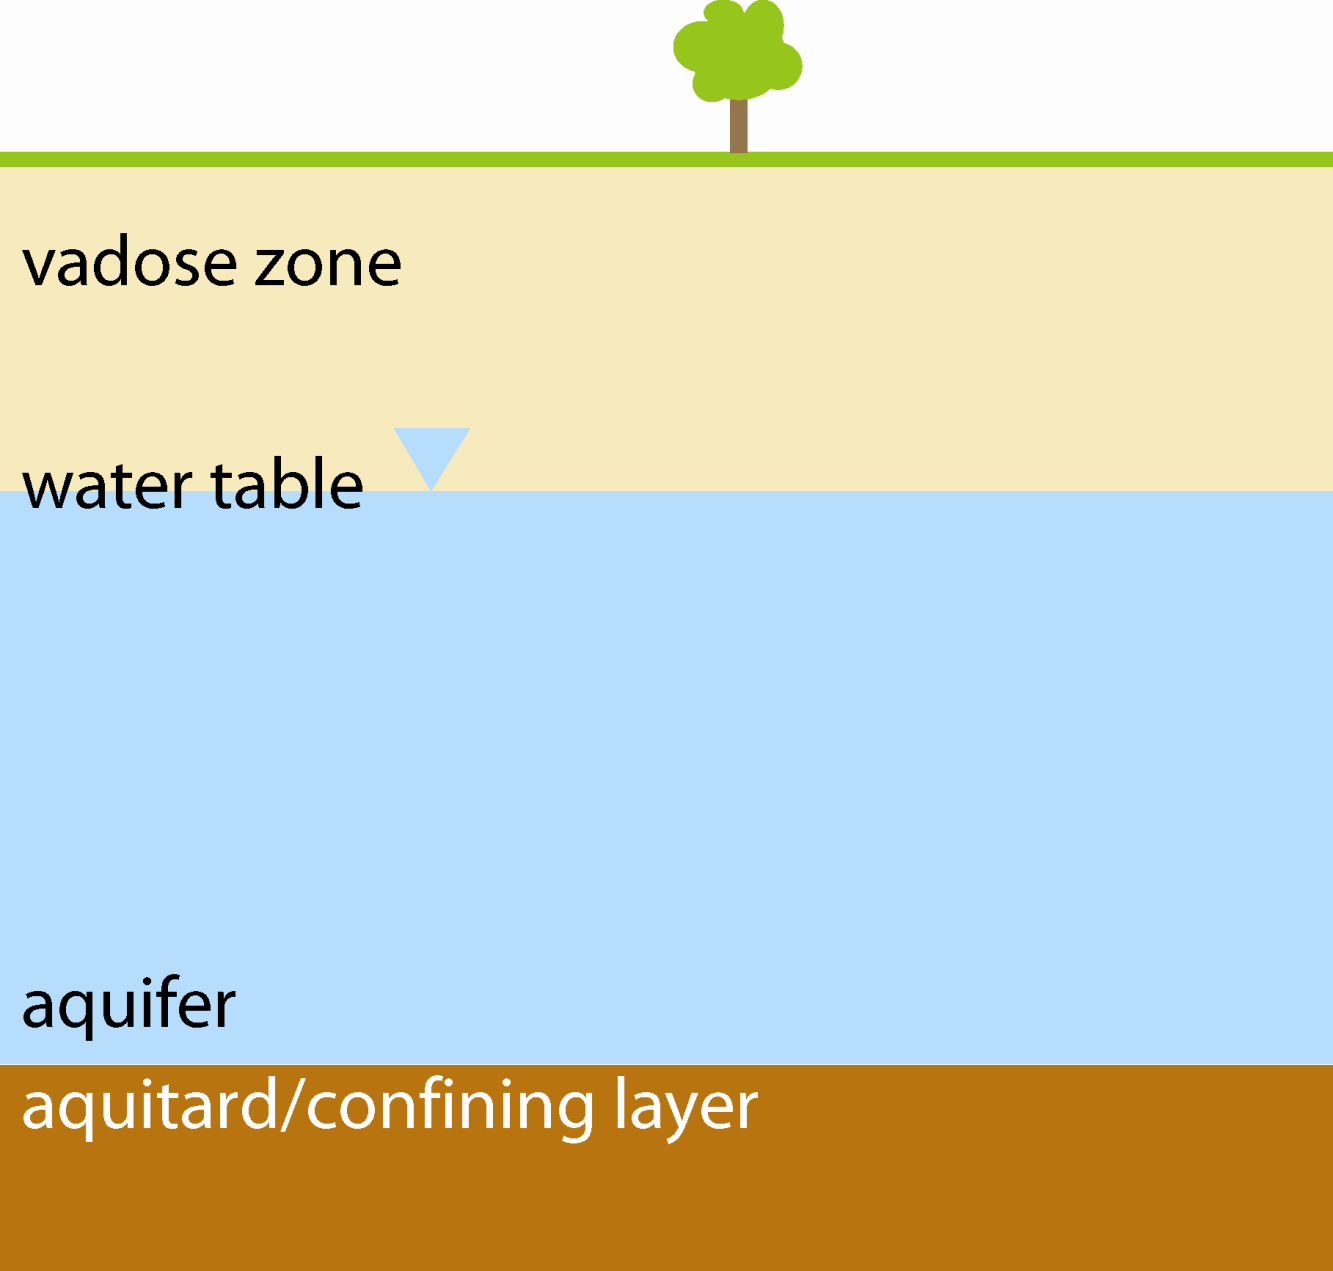 vadose zone
water table
aquifer
aquitard/confining layer